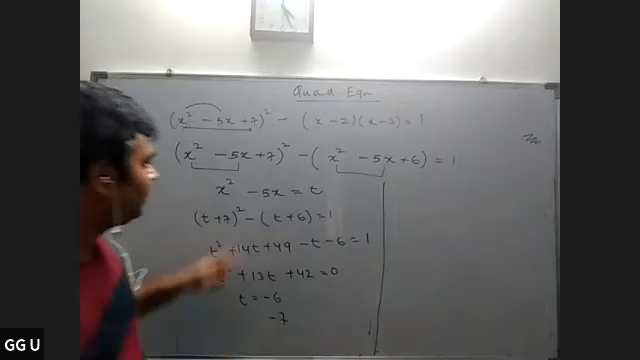 Quad. Eqn
(x² - 5x + 7)² - (x - 2)(x - 3) = 1
(x² - 5x + 7)² - (x² - 5x + 6) = 1
x² - 5x = t
(t + 7)² - (t + 6) = 1
t² + 14t + 49 - t - 6 = 1
+ 13t + 42 = 0
t = -6
-7
GG U